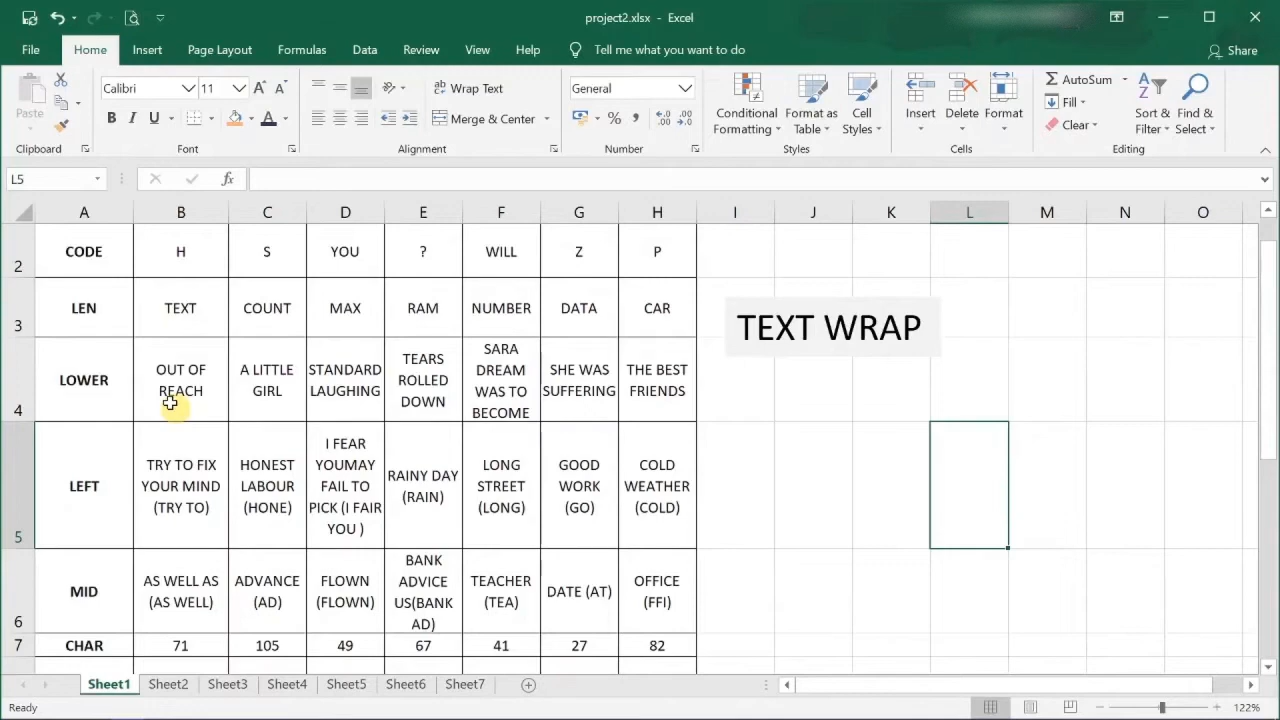 project2.xlsx - Excel
File Home Insert Page Layout Formulas Data Review View Help Tell me what you want to do Share
Calibri 11 Wrap Text General AutoSum
Paste B I U Merge & Center % Conditional Formatting Format as Table Cell Styles Insert Delete Format Fill Sort & Filter Find & Select
Clear
Clipboard Font Alignment Number Styles Cells Editing
L5 fx
A B C D E F G H I J K L M N O
2 CODE H S YOU ? WILL Z P
3 LEN TEXT COUNT MAX RAM NUMBER DATA CAR
TEXT WRAP
4 LOWER OUT OF REACH A LITTLE GIRL STANDARD LAUGHING TEARS ROLLED DOWN SARA DREAM WAS TO BECOME SHE WAS SUFFERING THE BEST FRIENDS
5 LEFT TRY TO FIX YOUR MIND (TRY TO) HONEST LABOUR (HONE) I FEAR YOUMAY FAIL TO PICK (I FAIR YOU ) RAINY DAY (RAIN) LONG STREET (LONG) GOOD WORK (GO) COLD WEATHER (COLD)
6 MID AS WELL AS (AS WELL) ADVANCE (AD) FLOWN (FLOWN) BANK ADVICE US(BANK AD) TEACHER (TEA) DATE (AT) OFFICE (FFI)
7 CHAR 71 105 49 67 41 27 82
Sheet1 Sheet2 Sheet3 Sheet4 Sheet5 Sheet6 Sheet7
Ready 122%